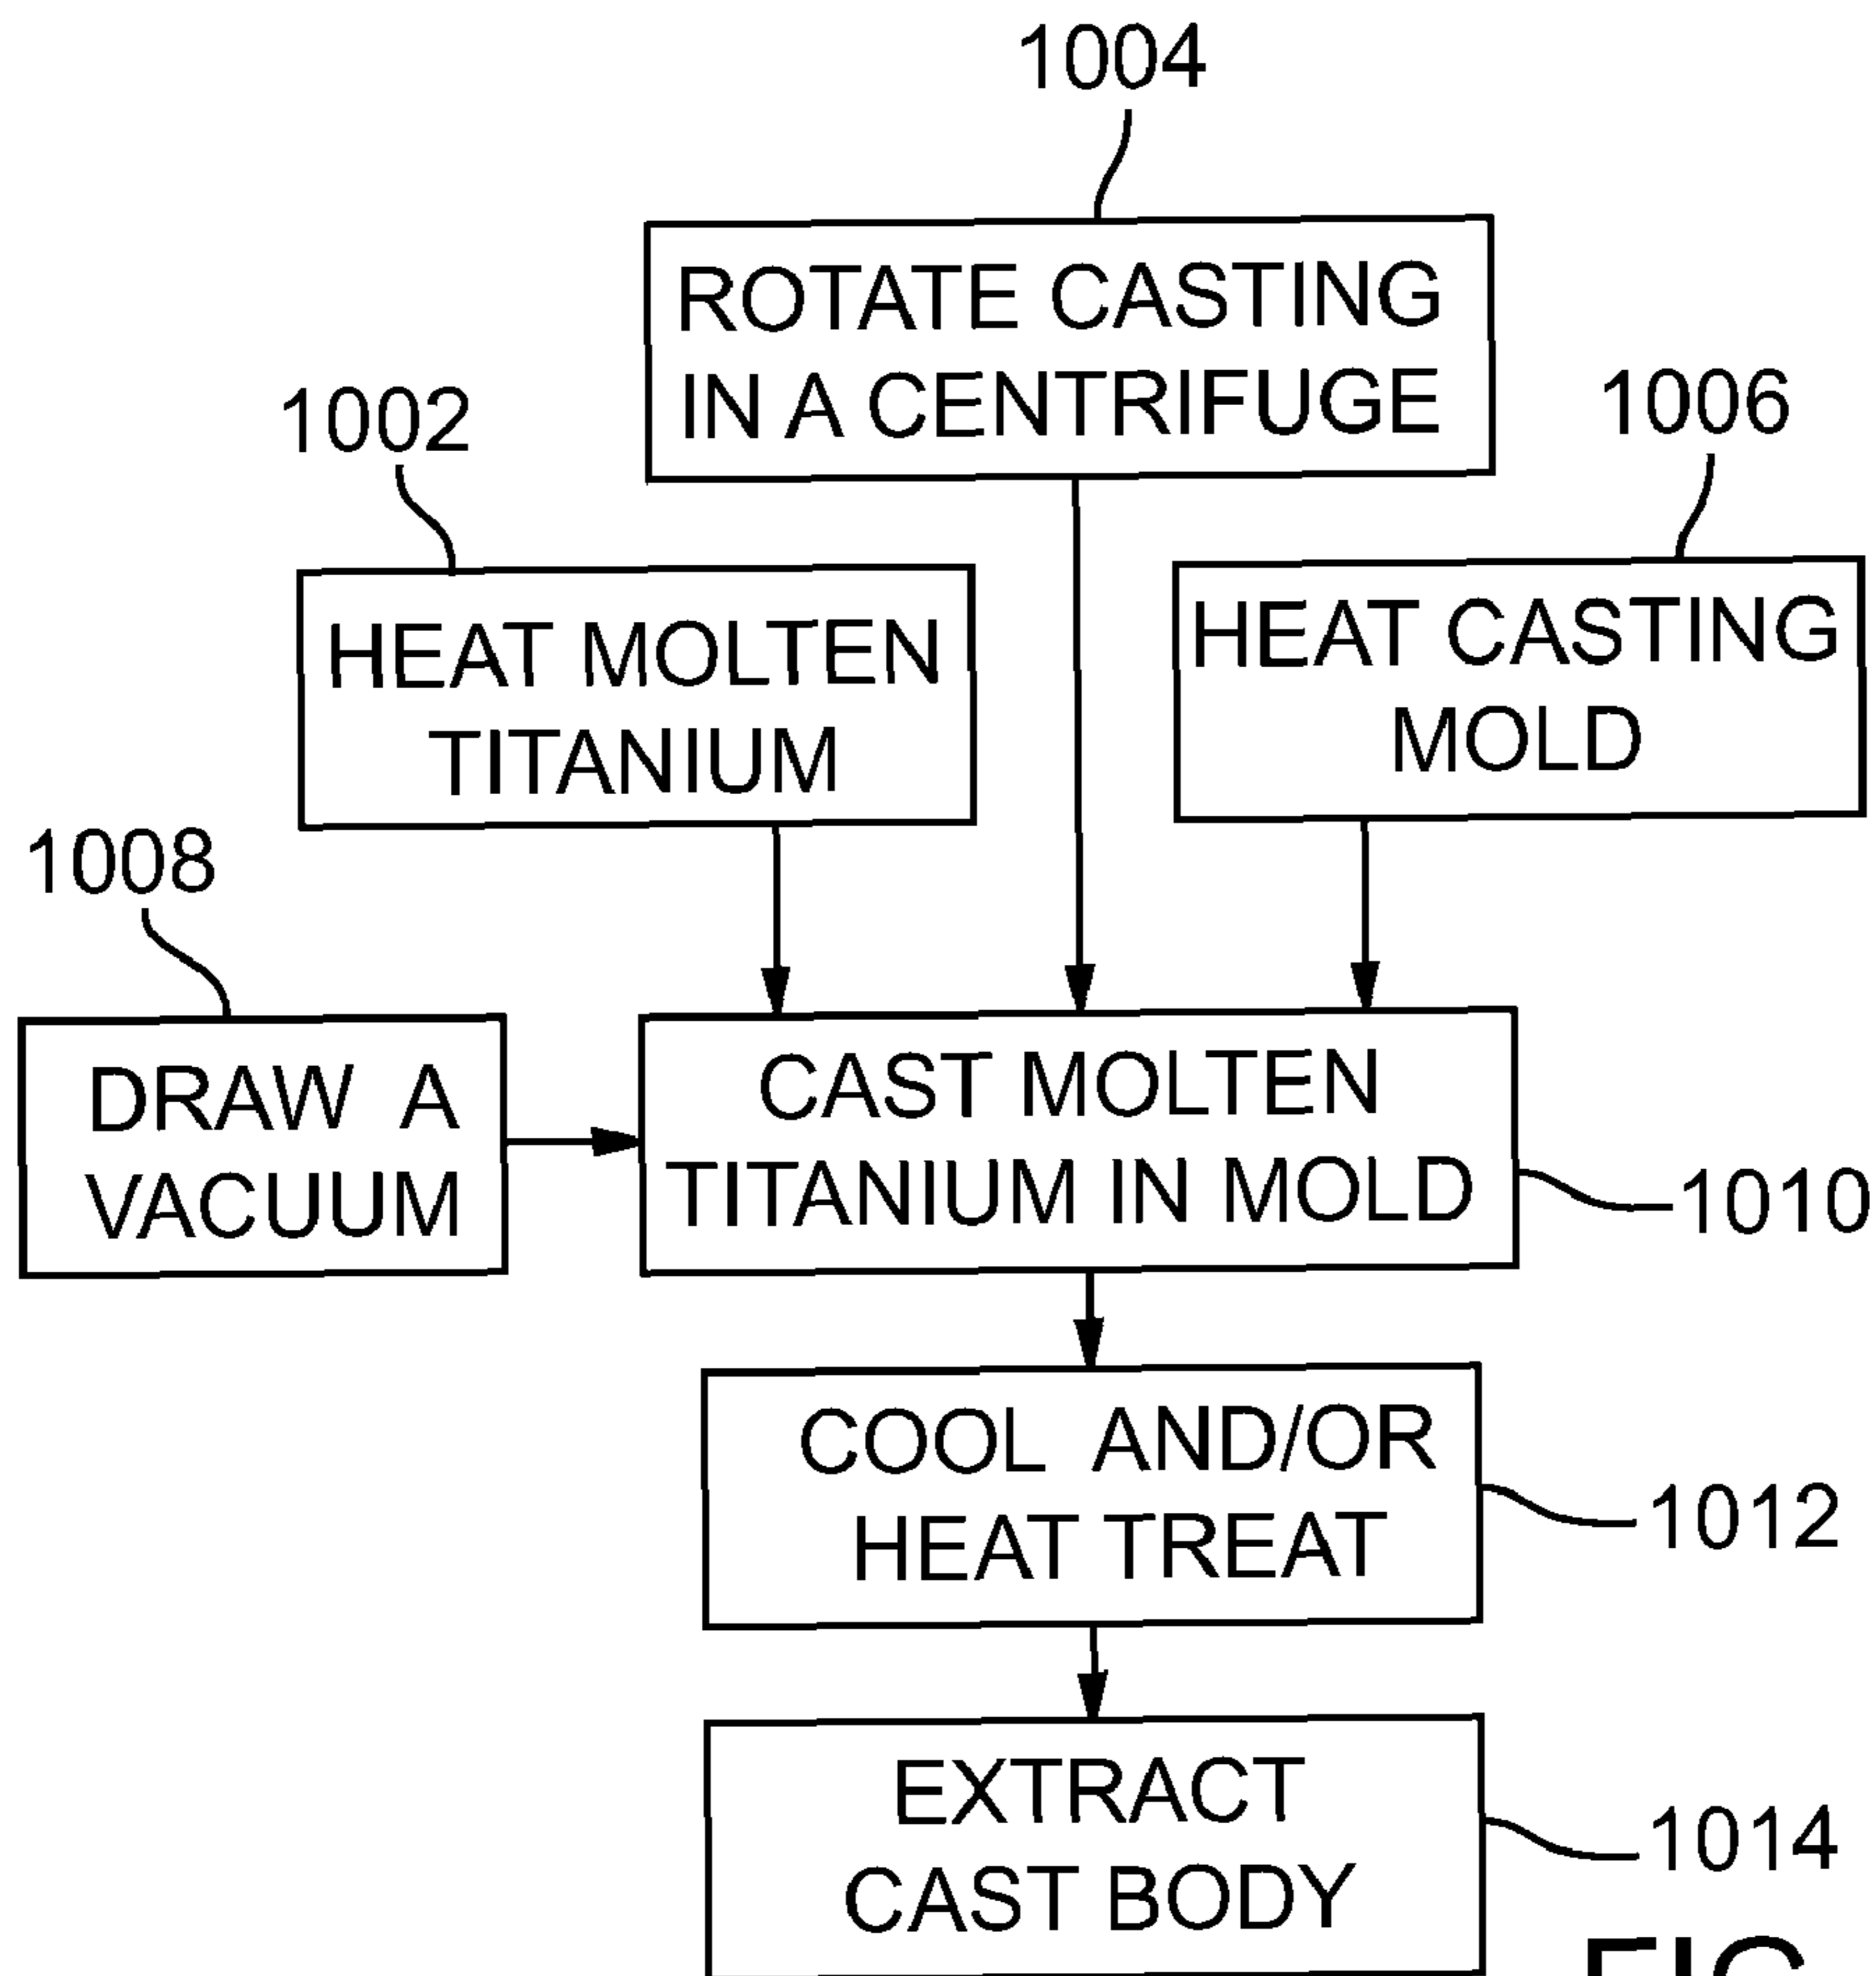 1004
ROTATE CASTING
IN A CENTRIFUGE
1002
1006
HEAT MOLTEN
TITANIUM
HEAT CASTING
MOLD
1008
DRAW A
VACUUM
CAST MOLTEN
TITANIUM IN MOLD
1010
COOL AND/OR
HEAT TREAT
1012
EXTRACT
CAST BODY
1014